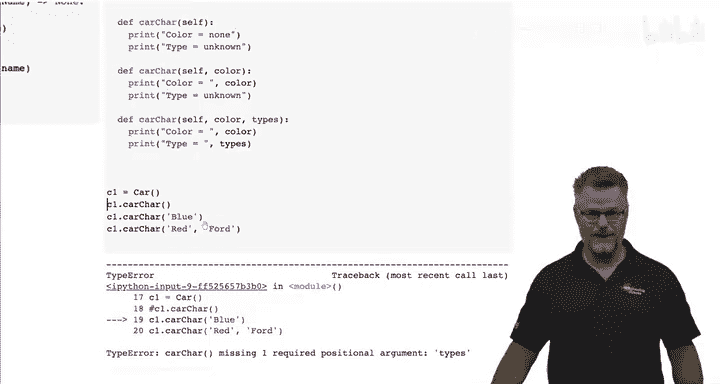 Name) => None:
)
name)
def carChar(self):
print("Color = none")
print("Type = unknown")
def carChar(self, color):
print("Color = ", color)
print("Type = unknown")
def carChar(self, color, types):
print("Color = ", color)
print("Type = ", types)
c1 = Car()
c1.carChar()
c1.carChar('Blue')
c1.carChar('Red', 'Ford')
---------------------------------------------------------------------------
TypeError Traceback (most recent call last)
<ipython-input-9-ff525657b3b0> in <module>()
17 c1 = Car()
18 #c1.carChar()
---> 19 c1.carChar('Blue')
20 c1.carChar('Red', 'Ford')
TypeError: carChar() missing 1 required positional argument: 'types'